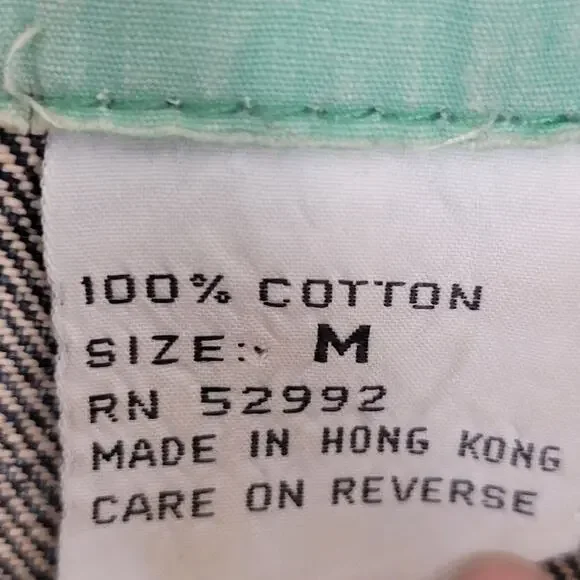 100% COTTON
SIZE: M
RN 52992
MADE IN HONG KONG
CARE ON REVERSE